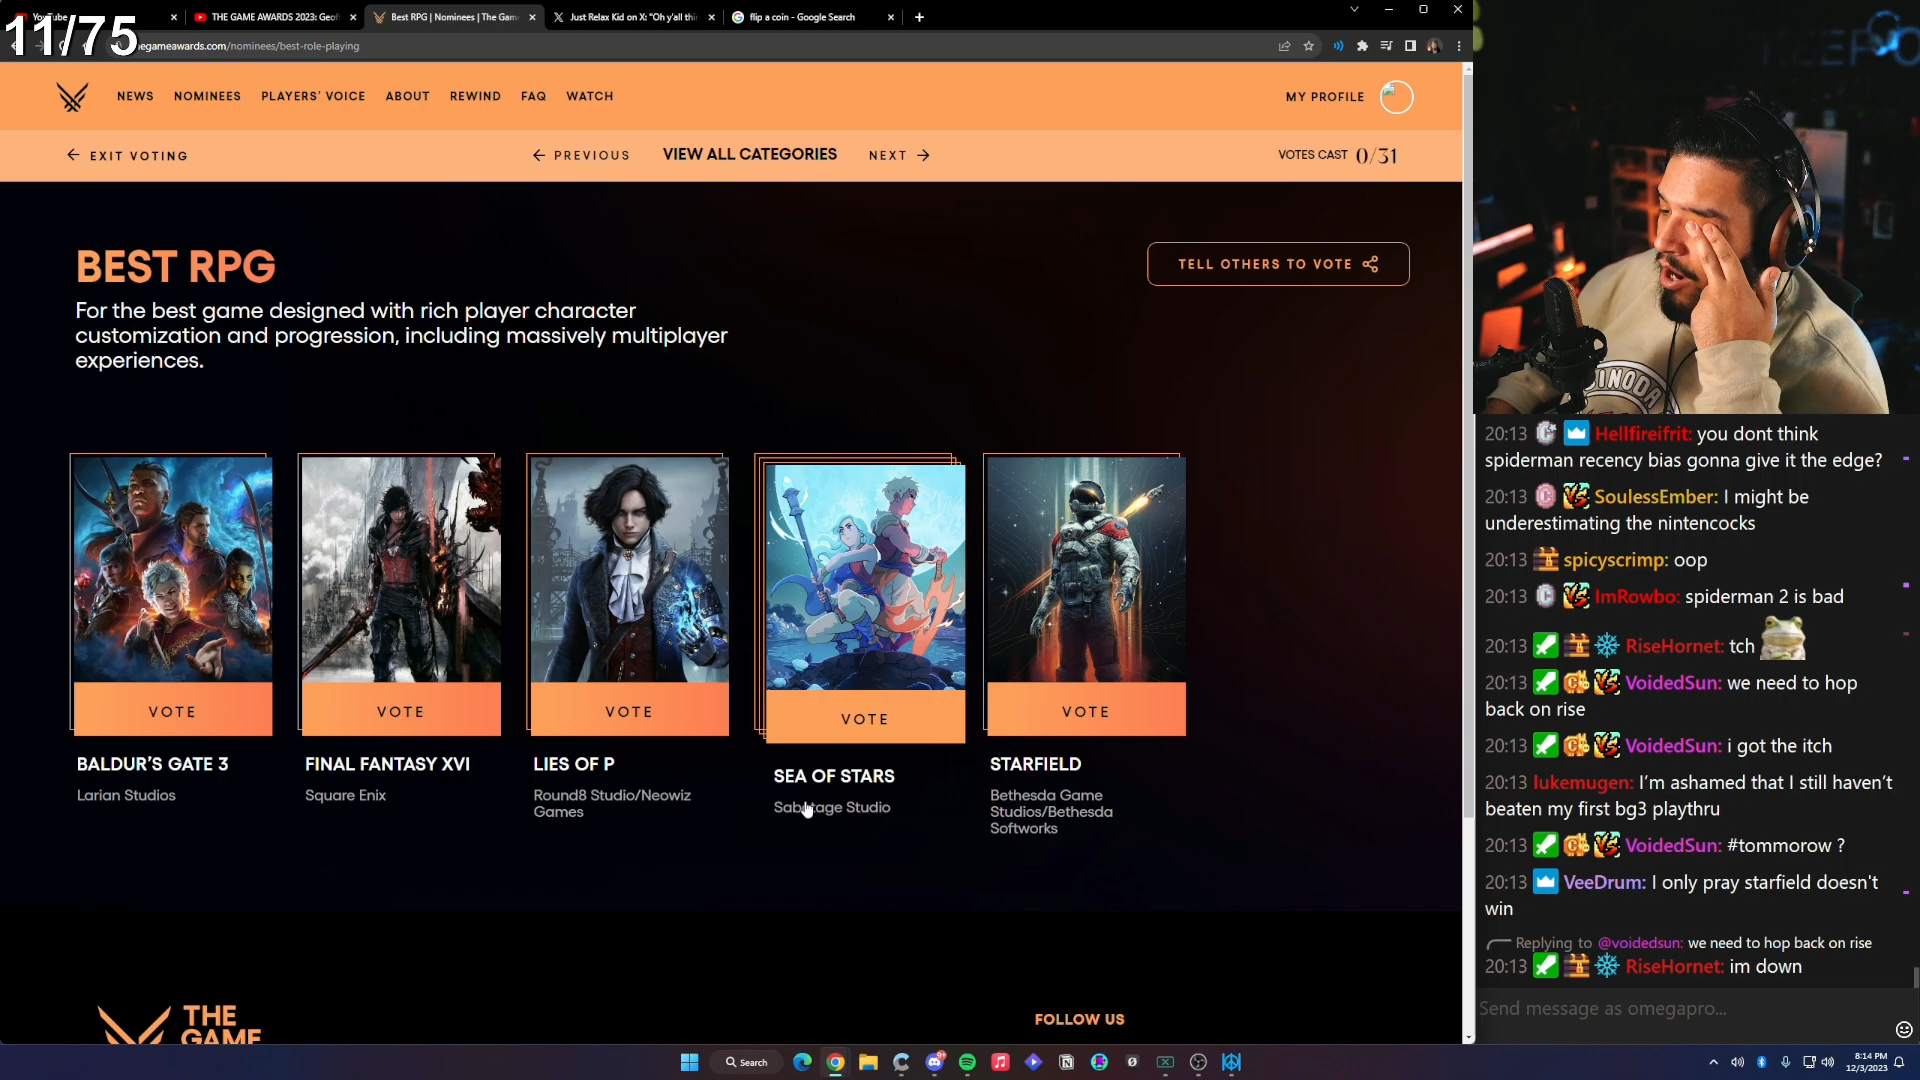 YouTube
THE GAME AWARDS 2023: Geoff
Best RPG | Nominees | The Gam
Just Relax Kid on X: "Oh y'all thin
flip a coin - Google Search
11/75
egameawards.com/nominees/best-role-playing
NEWS
NOMINEES
PLAYERS' VOICE
ABOUT
REWIND
FAQ
WATCH
MY PROFILE
EXIT VOTING
PREVIOUS
VIEW ALL CATEGORIES
NEXT
VOTES CAST 0/31
BEST RPG
For the best game designed with rich player character
customization and progression, including massively multiplayer
experiences.
TELL OTHERS TO VOTE
VOTE
VOTE
VOTE
VOTE
VOTE
BALDUR'S GATE 3
Larian Studios
FINAL FANTASY XVI
Square Enix
LIES OF P
Round8 Studio/Neowiz
Games
SEA OF STARS
Sabotage Studio
STARFIELD
Bethesda Game
Studios/Bethesda
Softworks
THE
GAME
FOLLOW US
INODA
20:13 Hellfireifrit: you dont think
spiderman recency bias gonna give it the edge?
20:13 SoulessEmber: I might be
underestimating the nintencocks
20:13 spicyscrimp: oop
20:13 ImRowbo: spiderman 2 is bad
20:13 RiseHornet: tch
20:13 VoidedSun: we need to hop
back on rise
20:13 VoidedSun: i got the itch
20:13 lukemugen: I'm ashamed that I still haven't
beaten my first bg3 playthru
20:13 VoidedSun: #tommorow ?
20:13 VeeDrum: I only pray starfield doesn't
win
Replying to @voidedsun: we need to hop back on rise
20:13 RiseHornet: im down
Send message as omegapro...
Search
8:14 PM
12/3/2023